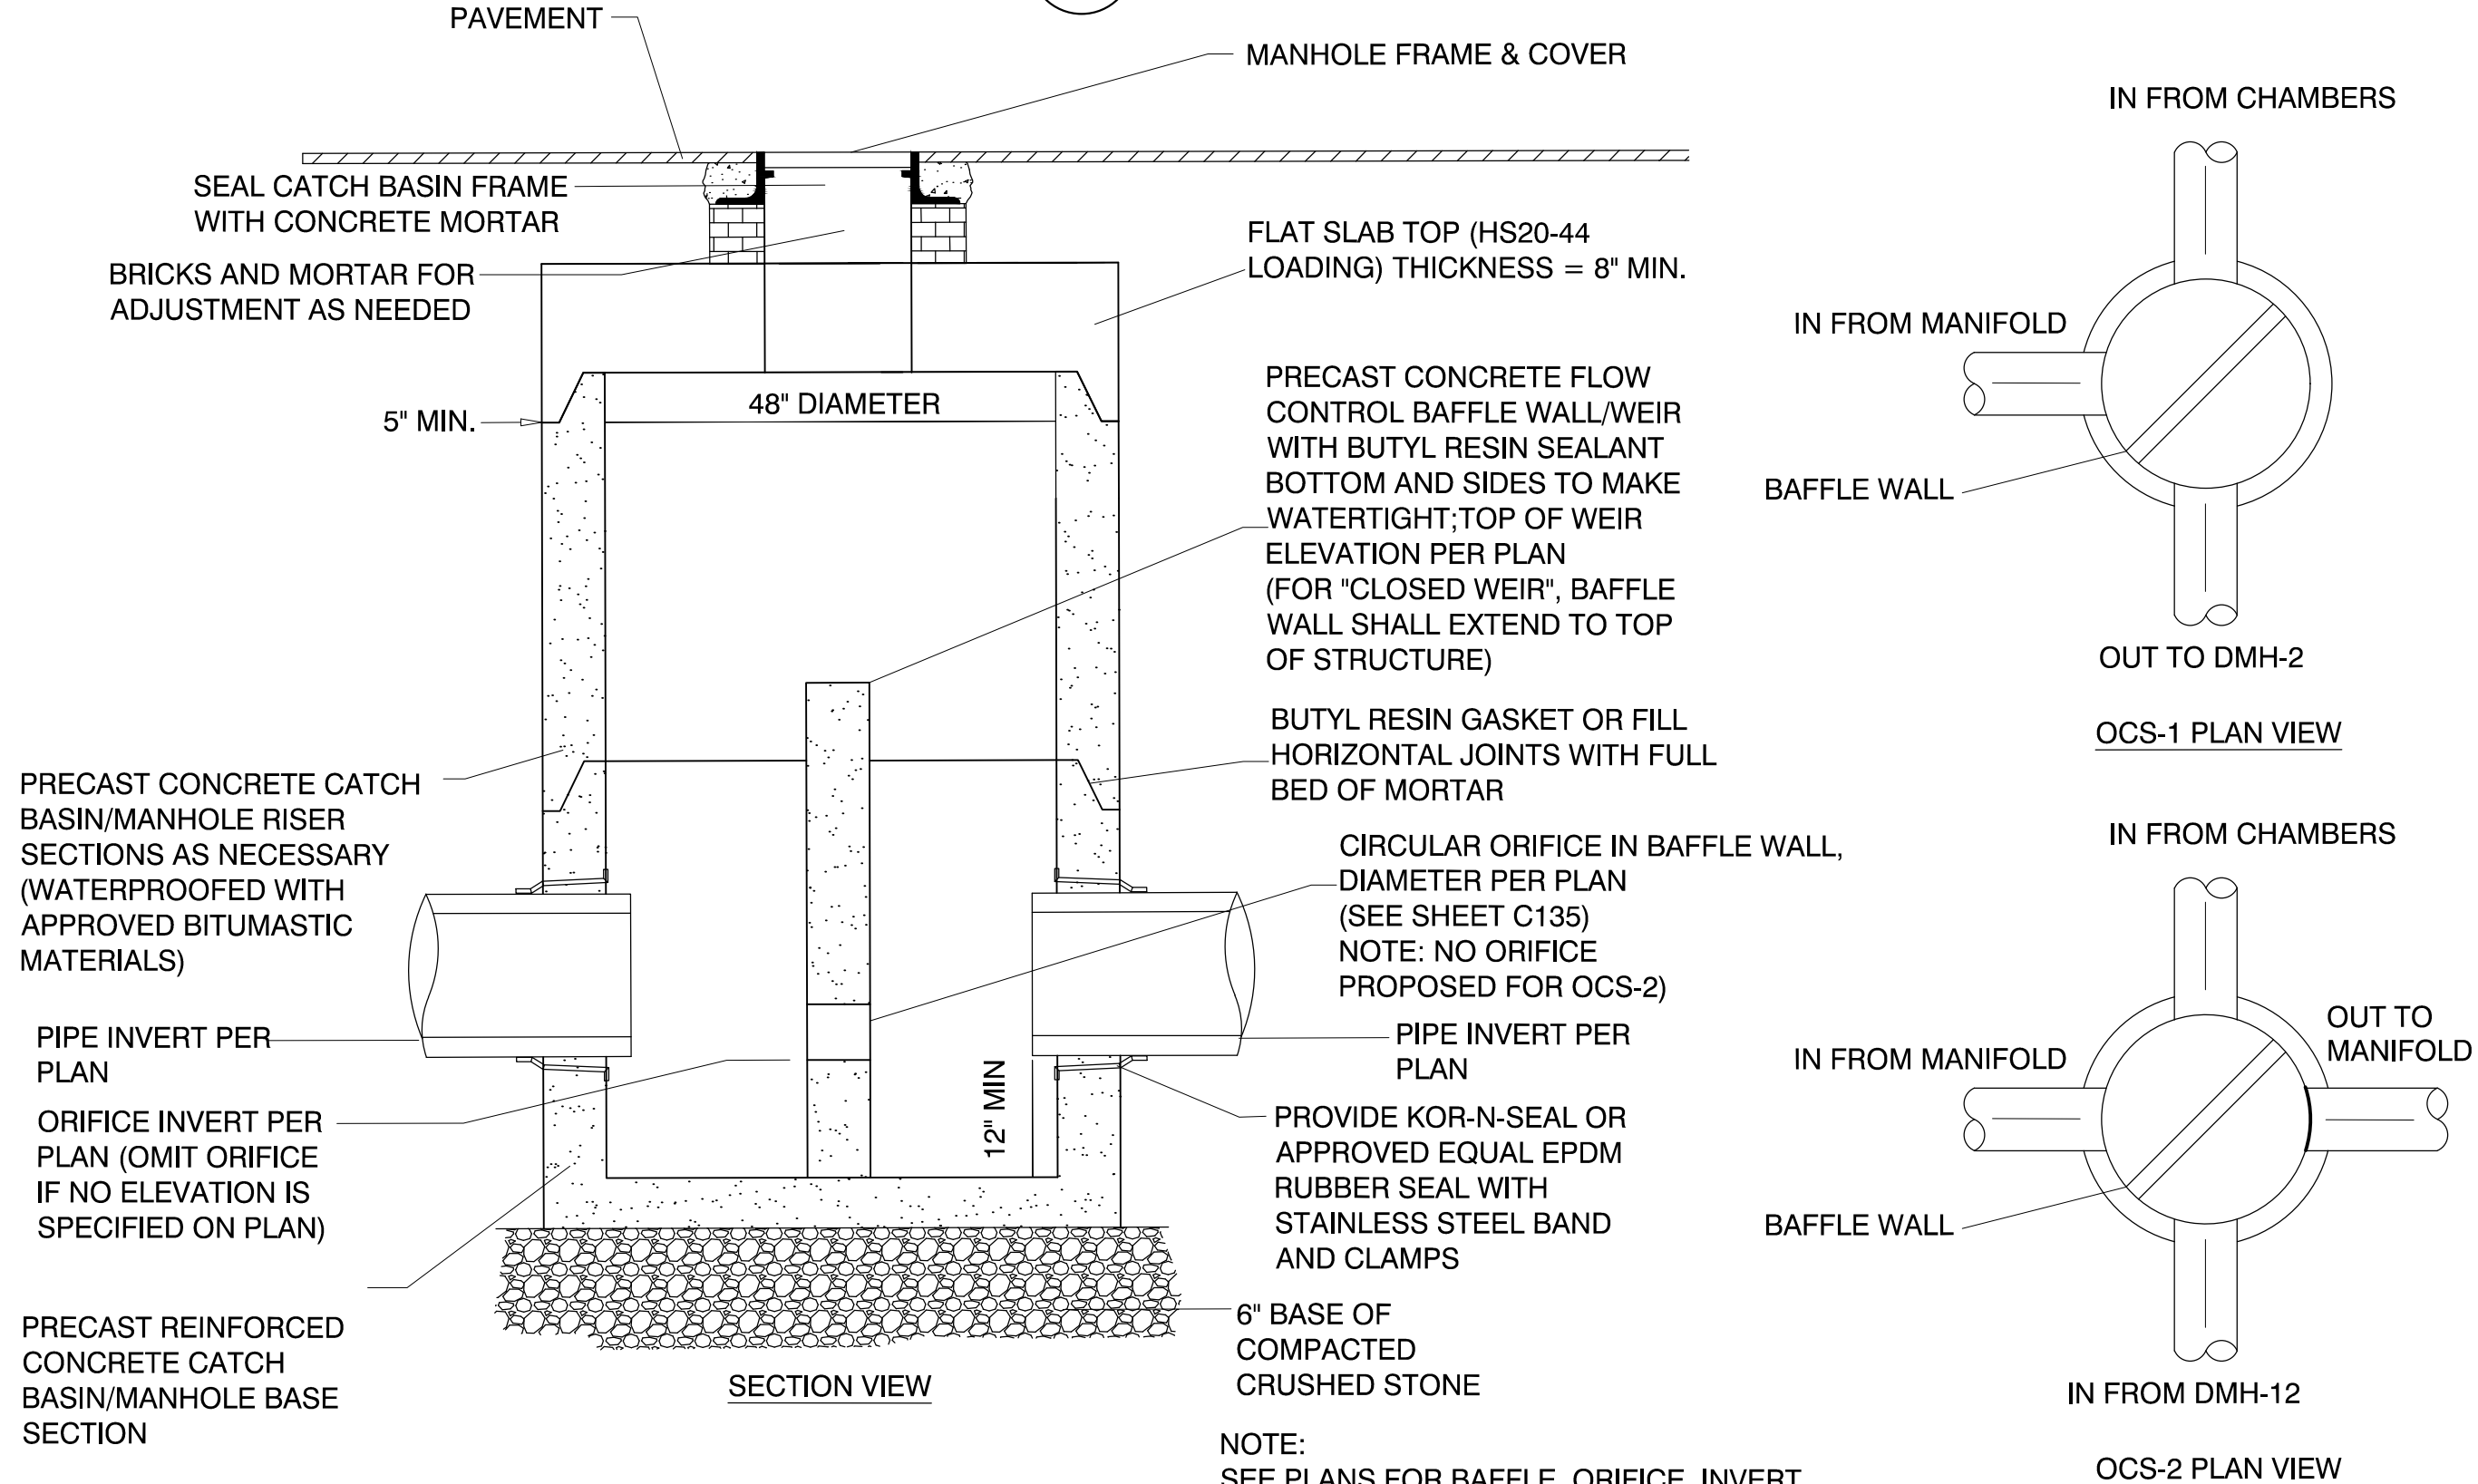 PAVEMENT
MANHOLE FRAME & COVER
SEAL CATCH BASIN FRAME
WITH CONCRETE MORTAR
BRICKS AND MORTAR FOR
ADJUSTMENT AS NEEDED
FLAT SLAB TOP (HS20-44
LOADING) THICKNESS = 8" MIN.
5" MIN.
48" DIAMETER
PRECAST CONCRETE FLOW
CONTROL BAFFLE WALL/WEIR
WITH BUTYL RESIN SEALANT
BOTTOM AND SIDES TO MAKE
WATERTIGHT;TOP OF WEIR
ELEVATION PER PLAN
(FOR "CLOSED WEIR", BAFFLE
WALL SHALL EXTEND TO TOP
OF STRUCTURE)
BUTYL RESIN GASKET OR FILL
HORIZONTAL JOINTS WITH FULL
BED OF MORTAR
PRECAST CONCRETE CATCH
BASIN/MANHOLE RISER
SECTIONS AS NECESSARY
(WATERPROOFED WITH
APPROVED BITUMASTIC
MATERIALS)
CIRCULAR ORIFICE IN BAFFLE WALL,
DIAMETER PER PLAN
(SEE SHEET C135)
NOTE: NO ORIFICE
PROPOSED FOR OCS-2)
PIPE INVERT PER
PLAN
PIPE INVERT PER
PLAN
ORIFICE INVERT PER
PLAN (OMIT ORIFICE
IF NO ELEVATION IS
SPECIFIED ON PLAN)
12" MIN
PROVIDE KOR-N-SEAL OR
APPROVED EQUAL EPDM
RUBBER SEAL WITH
STAINLESS STEEL BAND
AND CLAMPS
PRECAST REINFORCED
CONCRETE CATCH
BASIN/MANHOLE BASE
SECTION
6" BASE OF
COMPACTED
CRUSHED STONE
SECTION VIEW
NOTE:
SEE PLANS FOR BAFFLE, ORIFICE, INVERT
IN FROM CHAMBERS
IN FROM MANIFOLD
BAFFLE WALL
OUT TO DMH-2
OCS-1 PLAN VIEW
IN FROM CHAMBERS
OUT TO
MANIFOLD
IN FROM MANIFOLD
BAFFLE WALL
IN FROM DMH-12
OCS-2 PLAN VIEW